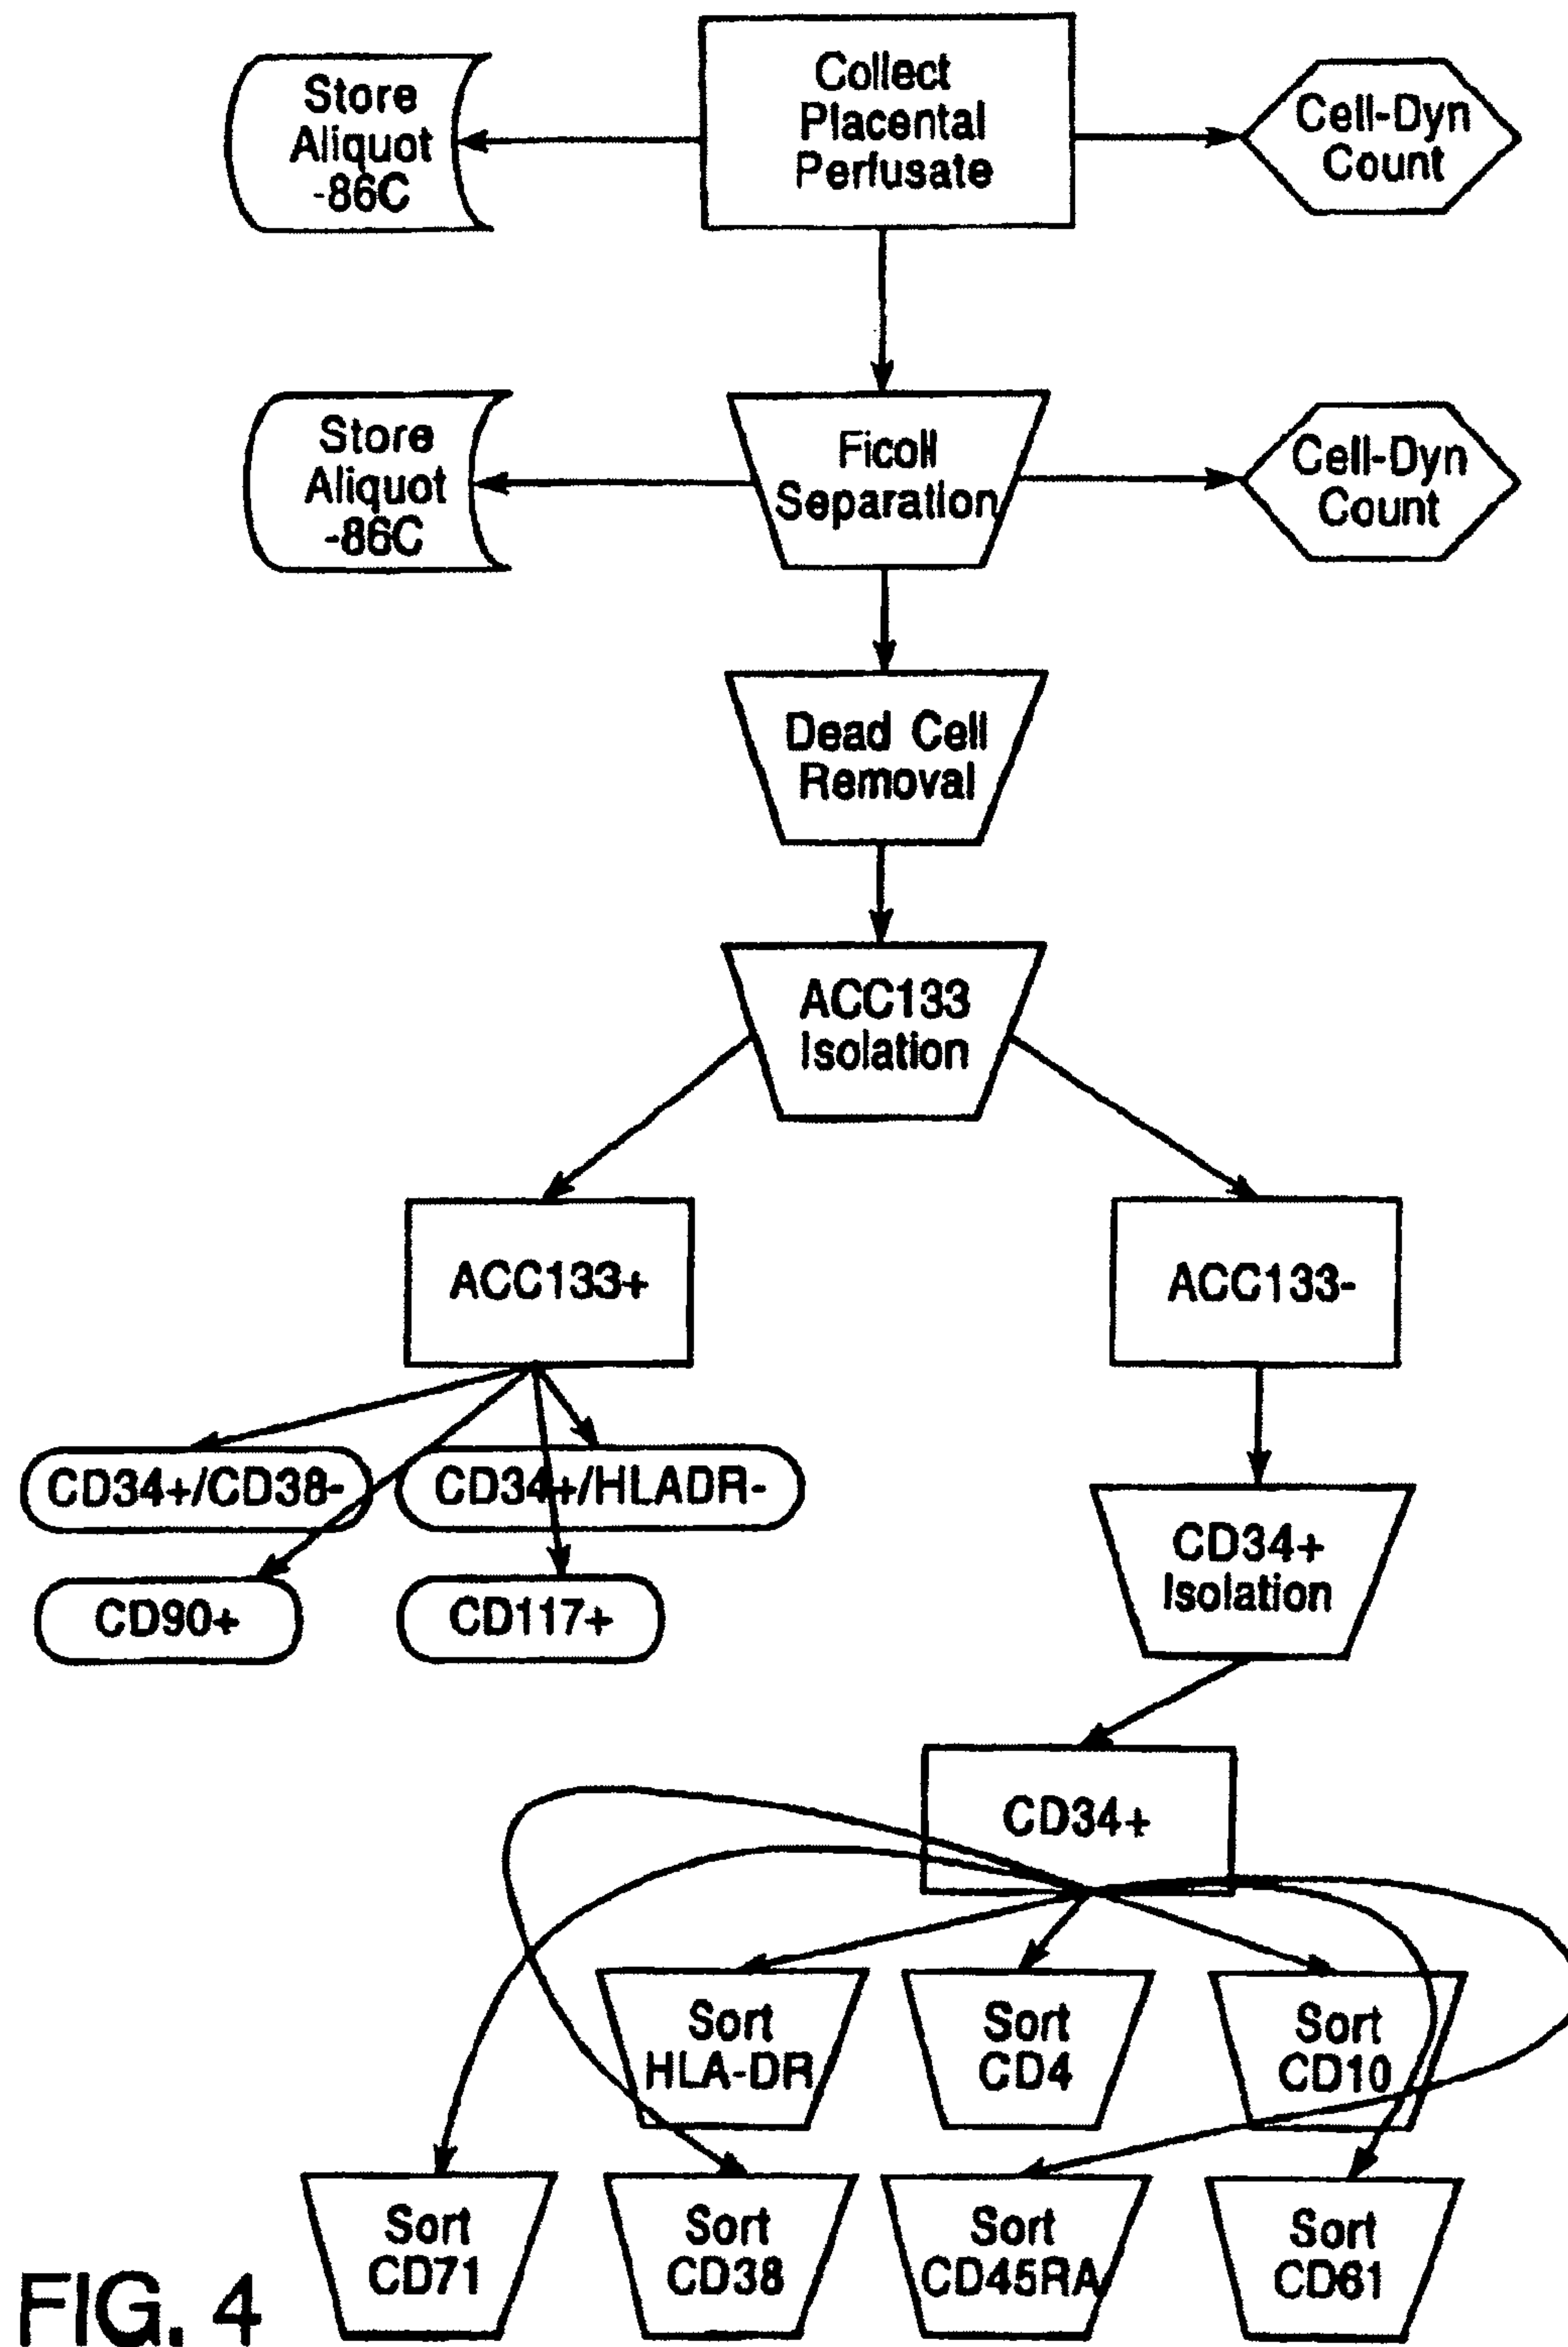 Store
Aliquot
-86C
Collect
Placental
Perfusate
Cell-Dyn
Count
Store
Aliquot
-86C
Ficoll
Separation
Cell-Dyn
Count
Dead Cell
Removal
ACC133
Isolation
ACC133+
ACC133-
CD34+/CD38-
CD34+/HLADR-
CD90+
CD117+
CD34+
Isolation
CD34+
Sort
HLA-DR
Sort
CD4
Sort
CD10
Sort
CD71
Sort
CD38
Sort
CD45RA
Sort
CD61
FIG. 4